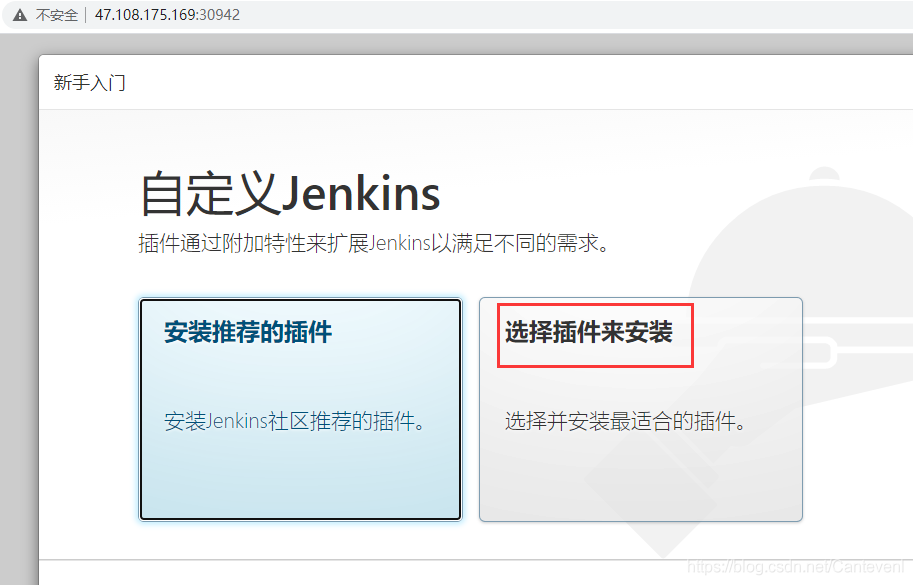 不安全 47.108.175.169:30942
新手入门
自定义Jenkins
插件通过附加特性来扩展Jenkins以满足不同的需求。
安装推荐的插件
安装Jenkins社区推荐的插件。
选择插件来安装
选择并安装最适合的插件。
https://blog.csdn.net/Cantevenl